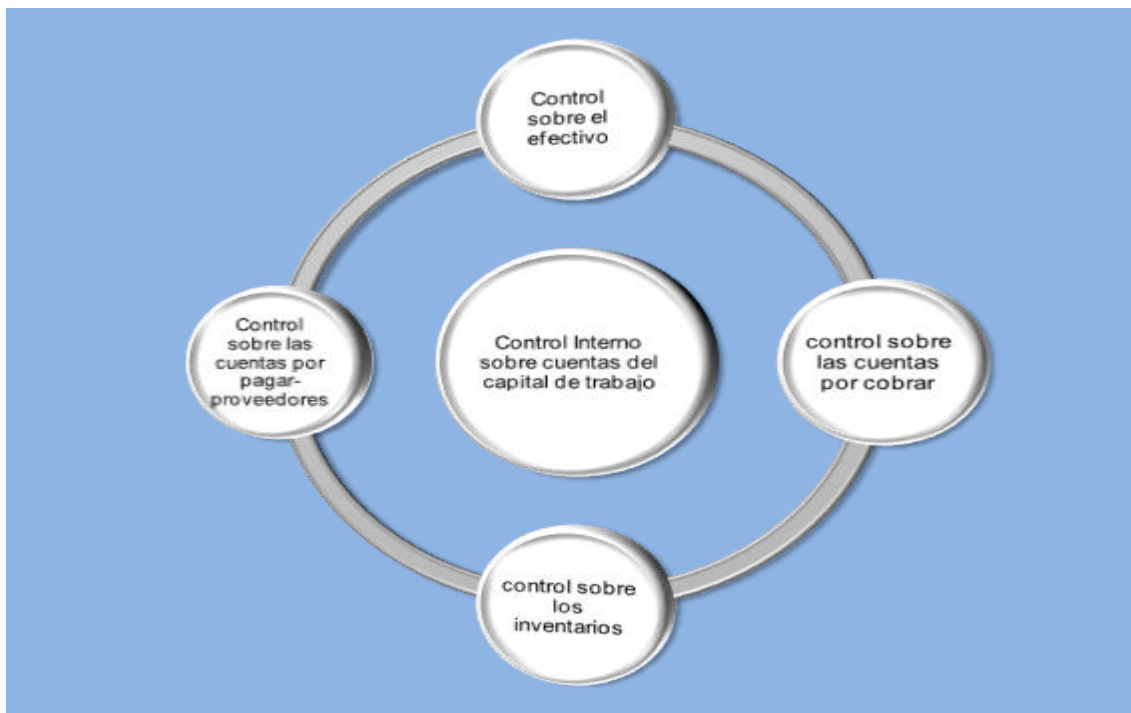 Control
sobre el
efectivo
Control
sobre las
cuentas por
pagar-
proveedores
Control Interno
sobre cuentas del
capital de trabajo
control sobre
las cuentas
por cobrar
control sobre
los
inventarios